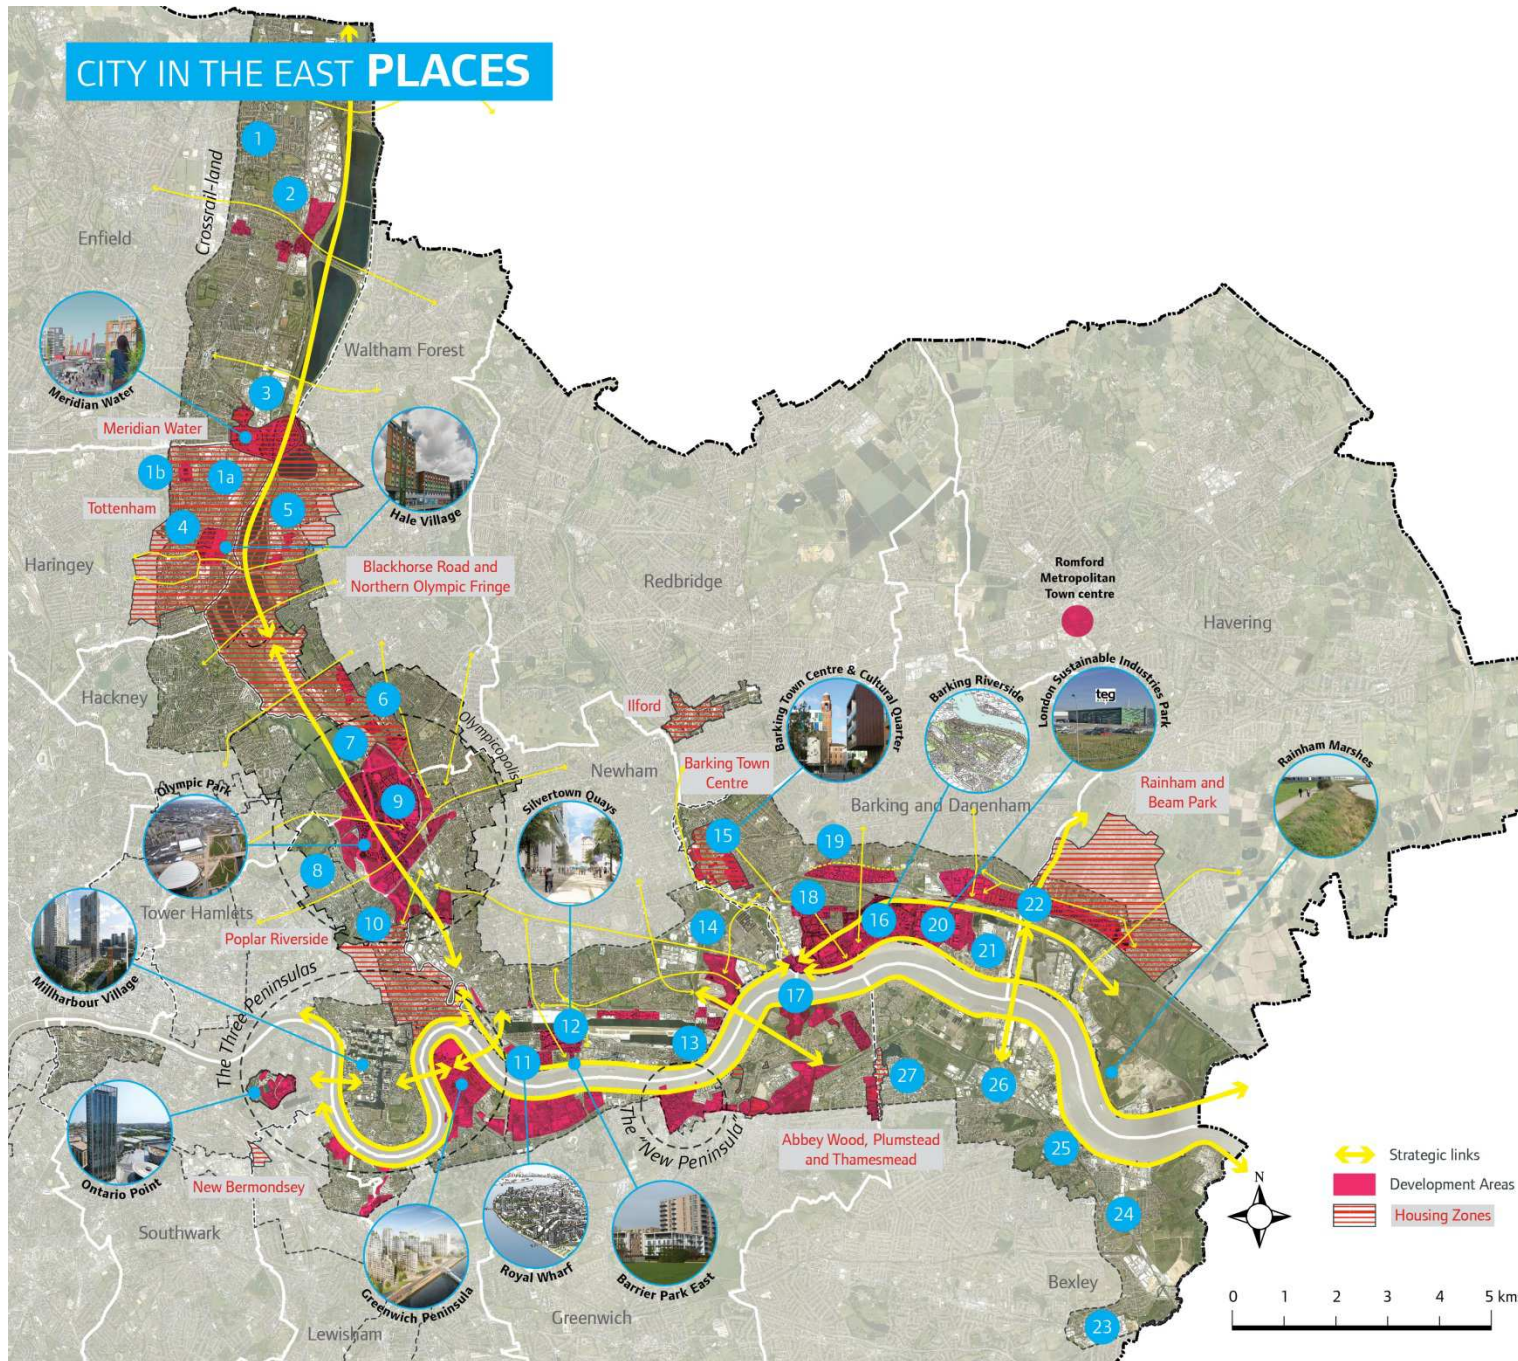 CITY IN THE EAST PLACES
1
Crossrail-land
2
Enfield
Meridian Water
Waltham Forest
3
Meridian Water
1b
1a
Hale Village
Tottenham
5
4
Haringey
Blackhorse Road and
Northern Olympic Fringe
Redbridge
Romford
Metropolitan
Town centre
Havering
Hackney
6
Ilford
Barking Town Centre & Cultural Quarter
Barking Riverside
London Sustainable Industries Park
teg
7
Olympicopolis
Newham
Barking Town
Centre
Rainham Marshes
Rainham and
Beam Park
Olympic Park
9
Silvertown Quays
Barking and Dagenham
15
19
8
Tower Hamlets
18
22
Millharbour Village
10
Poplar Riverside
14
16
20
21
The Three Peninsulas
17
12
13
11
27
26
Ontario Point
The "New Peninsula"
Abbey Wood, Plumstead
and Thamesmead
25
New Bermondsey
Southwark
24
Greenwich Peninsula
Royal Wharf
Barrier Park East
Bexley
Greenwich
Lewisham
23
Strategic links
Development Areas
Housing Zones
N
0 1 2 3 4 5 km